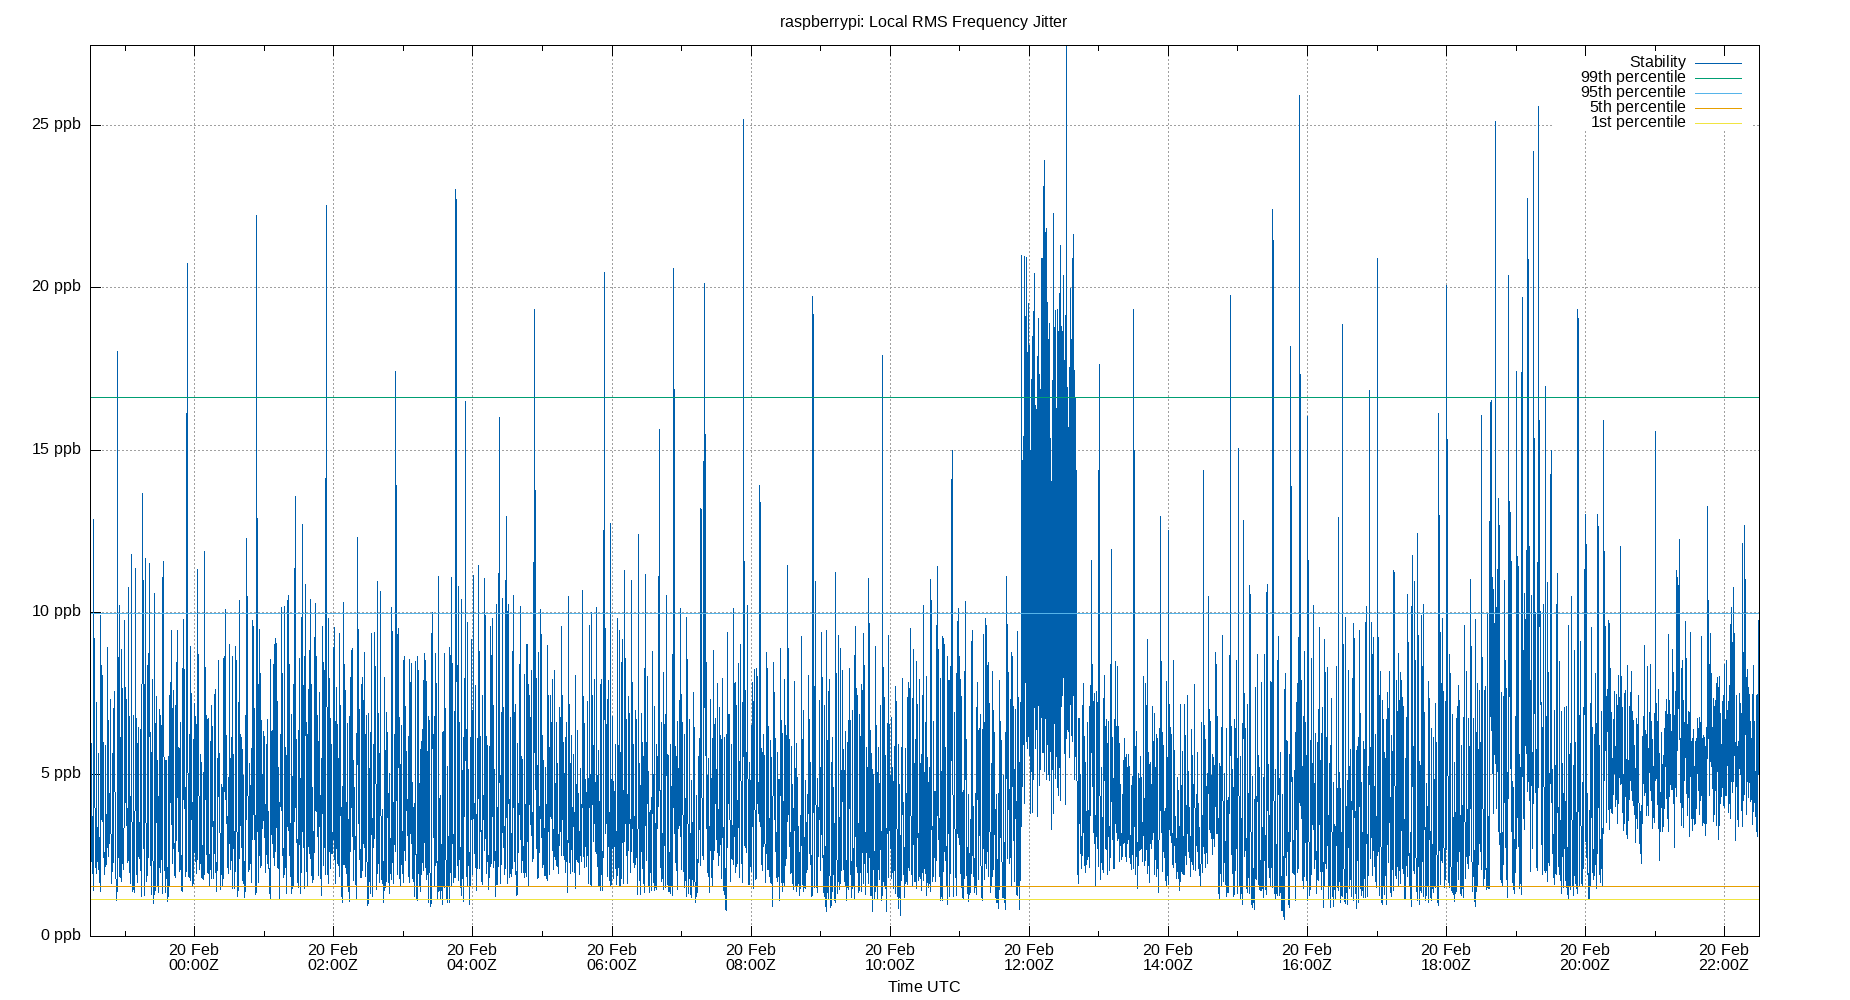 raspberrypi: Local RMS Frequency Jitter
Stability
99th percentile
95th percentile
5th percentile
1st percentile
25 ppb
20 ppb
15 ppb
10 ppb
5 ppb
0 ppb
20 Feb 20 Feb 20 Feb 20 Feb 20 Feb 20 Feb 20 Feb 20 Feb 20 Feb 20 Feb 20 Feb 20 Feb
00:00Z 02:00Z 04:00Z 06:00Z 08:00Z 10:00Z 12:00Z 14:00Z 16:00Z 18:00Z 20:00Z 22:00Z
Time UTC